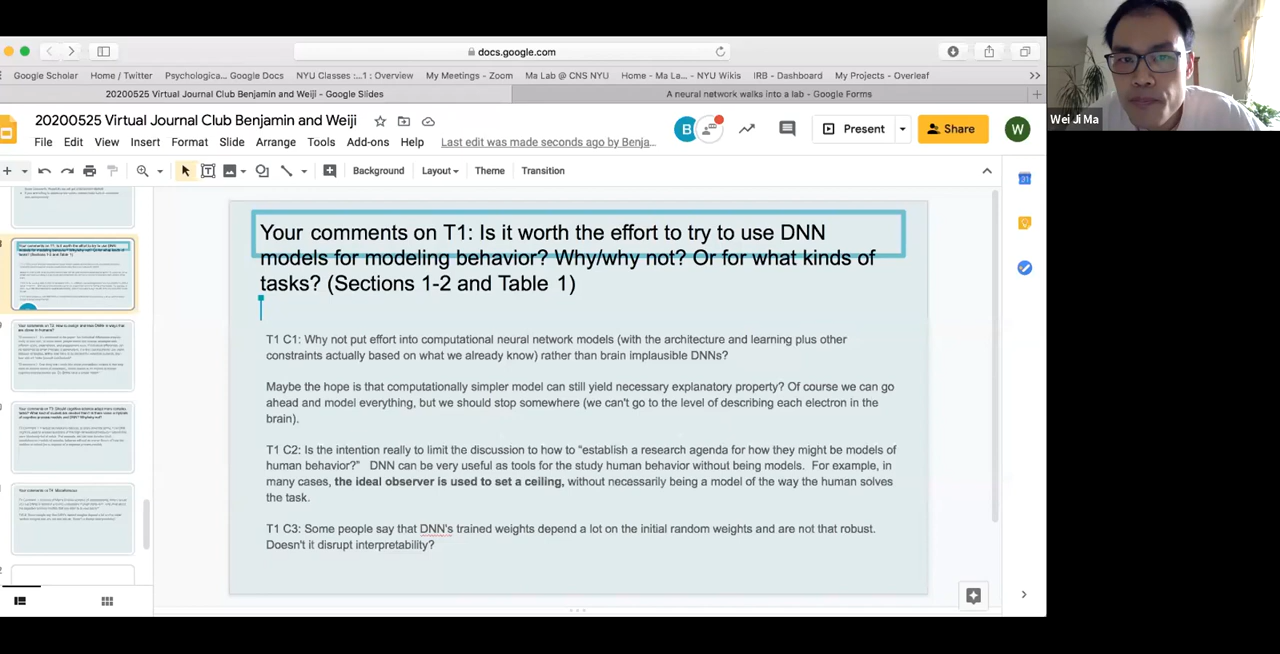 docs.google.com
Google Scholar Home / Twitter Psychologica... Google Docs NYU Classes :...1 : Overview My Meetings - Zoom Ma Lab @ CNS NYU Home - Ma La... - NYU Wikis IRB - Dashboard My Projects - Overleaf
20200525 Virtual Journal Club Benjamin and Weiji - Google Slides A neural network walks into a lab - Google Forms
Wei Ji Ma
20200525 Virtual Journal Club Benjamin and Weiji
B Present Share W
File Edit View Insert Format Slide Arrange Tools Add-ons Help Last edit was made seconds ago by Benja...
Background Layout Theme Transition
31
Your comments on T1: Is it worth the effort to try to use DNN
models for modeling behavior? Why/why not? Or for what kinds of
tasks? (Sections 1-2 and Table 1)
T1 C1: Why not put effort into computational neural network models (with the architecture and learning plus other
constraints actually based on what we already know) rather than brain implausible DNNs?
Maybe the hope is that computationally simpler model can still yield necessary explanatory property? Of course we can go
ahead and model everything, but we should stop somewhere (we can't go to the level of describing each electron in the
brain).
T1 C2: Is the intention really to limit the discussion to how to "establish a research agenda for how they might be models of
human behavior?" DNN can be very useful as tools for the study human behavior without being models. For example, in
many cases, the ideal observer is used to set a ceiling, without necessarily being a model of the way the human solves
the task.
T1 C3: Some people say that DNN's trained weights depend a lot on the initial random weights and are not that robust.
Doesn't it disrupt interpretability?